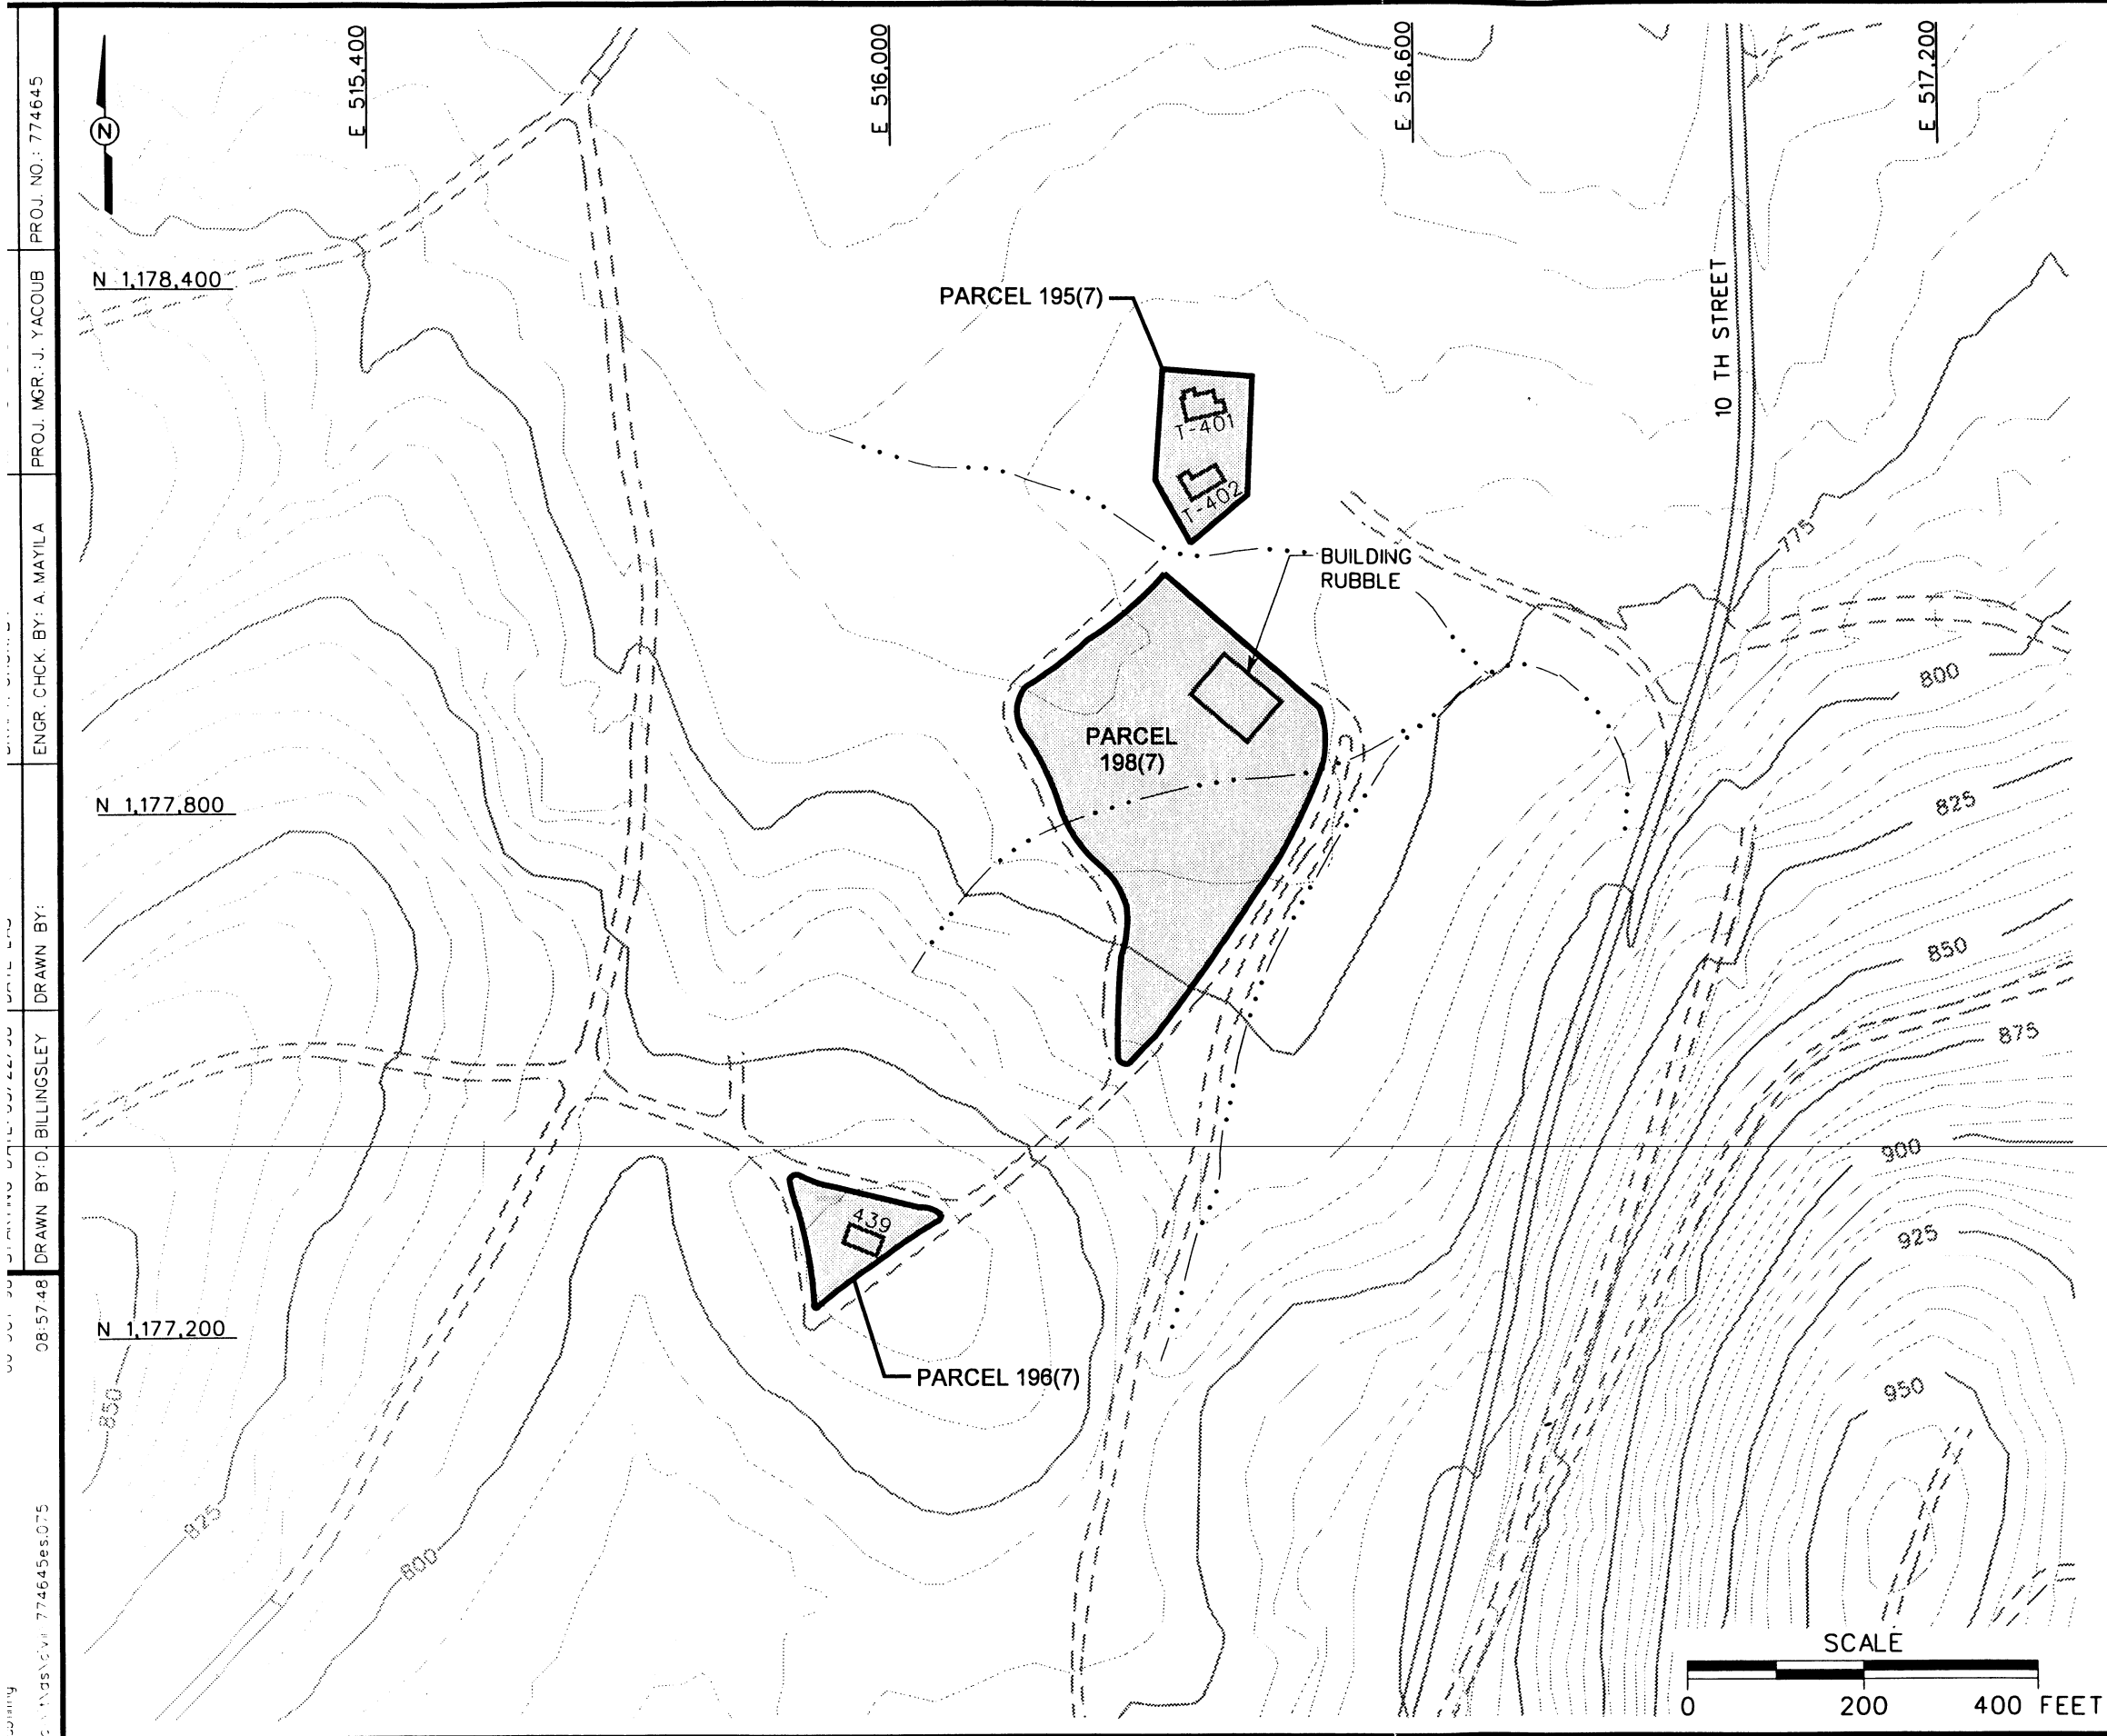 E 515,400
E 516,000
E 516,600
E 517,200
N
N 1,178,400
PARCEL 195(7)
10 TH STREET
T-401
T-402
775
BUILDING
RUBBLE
800
PARCEL
198(7)
N 1,177,800
825
850
875
900
439
925
N 1,177,200
PARCEL 196(7)
950
850
825
800
SCALE
0 200 400 FEET
PROJ. NO.: 774645
PROJ. MGR.: J. YACOUB
ENGR. CHCK. BY: A. MAYILA
DRAWN BY:
DRAWN BY: D. BILLINGSLEY
08:57:48
774645es.075